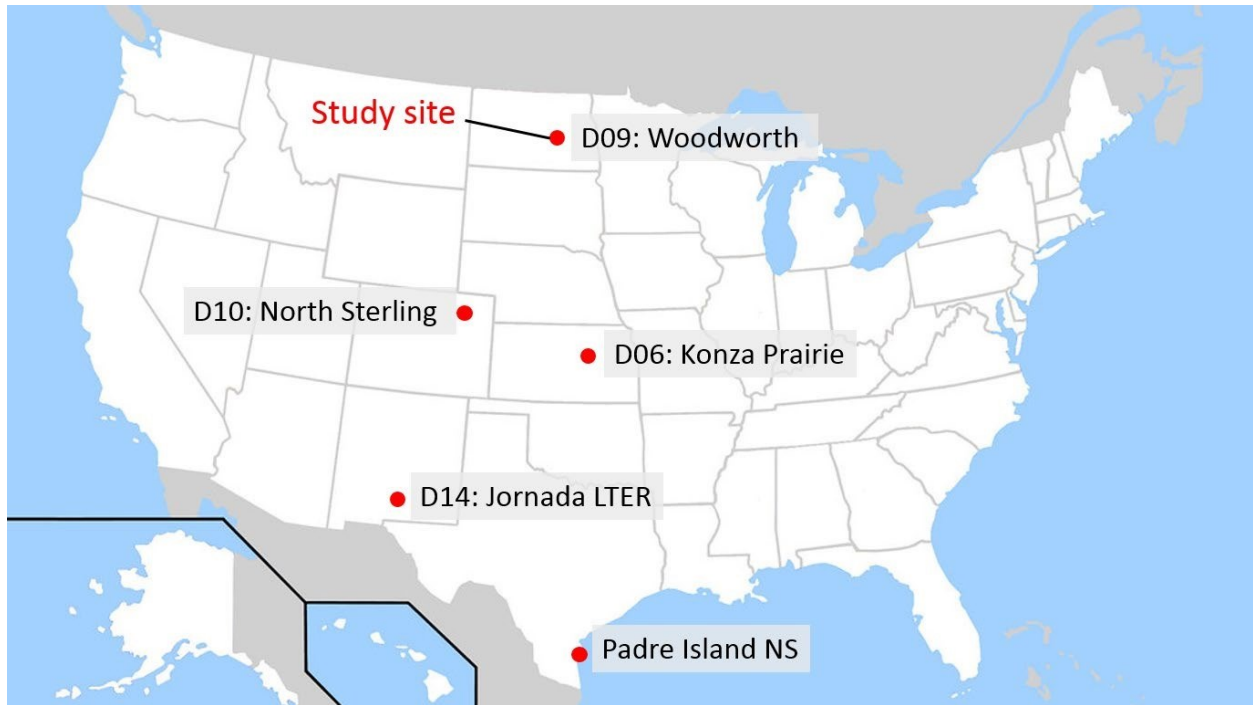 Study site
D09: Woodworth
D10: North Sterling
D06: Konza Prairie
D14: Jornada LTER
Padre Island NS